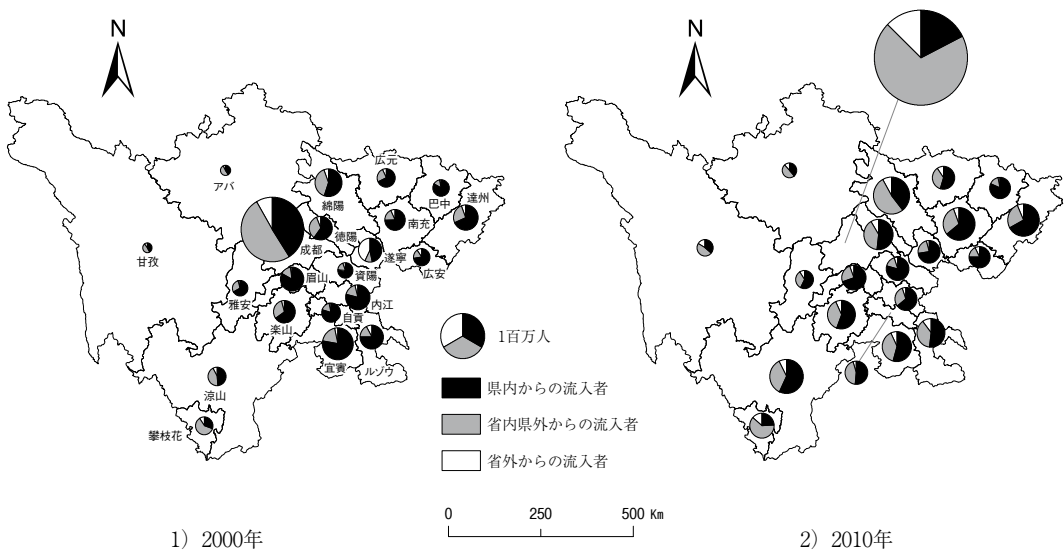 N
N
アバ
広元
綿陽
巴中
達州
甘孜
徳陽
南充
成都
遂寧
広安
資陽
眉山
雅安
内江
自貢
楽山
宜賓
ルゾウ
涼山
攀枝花
1百万人
県内からの流入者
省内県外からの流入者
省外からの流入者
0 250 500 Km
1) 2000年
2) 2010年